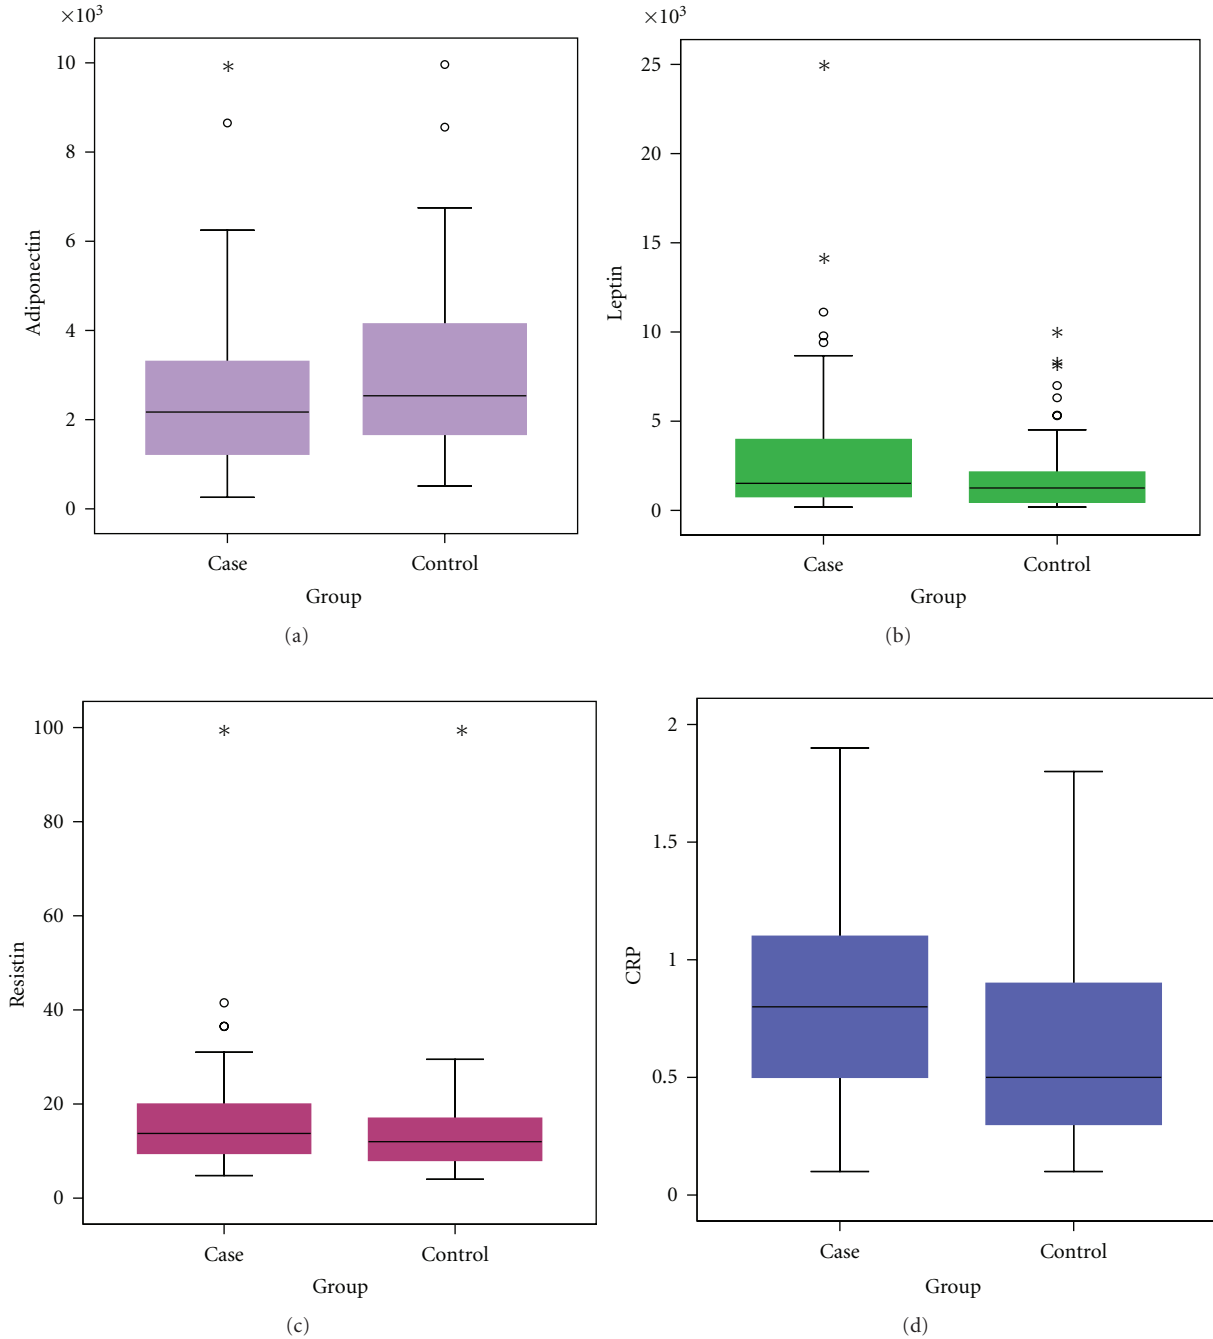 ×10³
10
8
6
4
2
0
Adiponectin
Case
Control
Group
(a)
×10³
25
20
15
10
5
0
Leptin
Case
Control
Group
(b)
100
80
60
40
20
0
Resistin
Case
Control
Group
(c)
2
1.5
1
0.5
0
CRP
Case
Control
Group
(d)